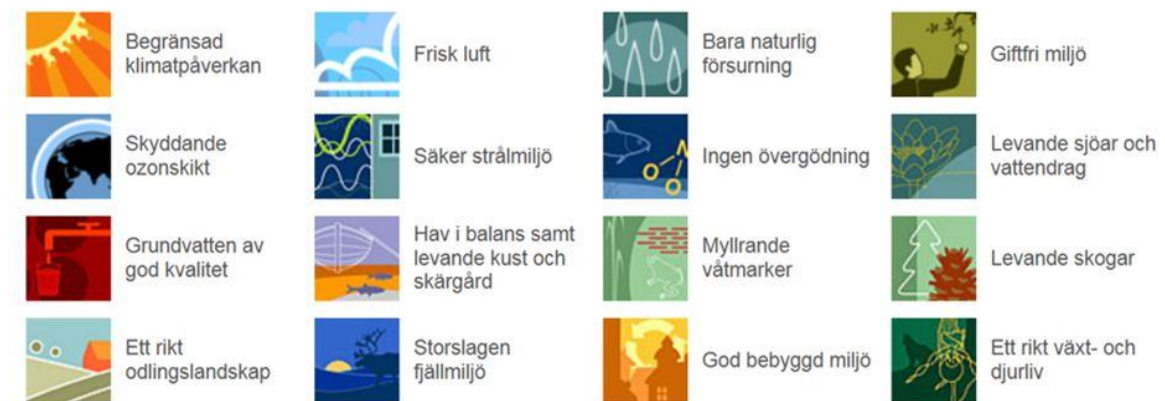 Begränsad
klimatpåverkan
Frisk luft
Bara naturlig
försurning
Giftfri miljö
Skyddande
ozonskikt
Säker strålmiljö
Ingen övergödning
N
O
O
Levande sjöar och
vattendrag
Grundvatten av
god kvalitet
Hav i balans samt
levande kust och
skärgård
Myllrande
våtmarker
Levande skogar
Ett rikt
odlingslandskap
Storslagen
fjällmiljö
God bebyggd miljö
Ett rikt växt- och
djurliv